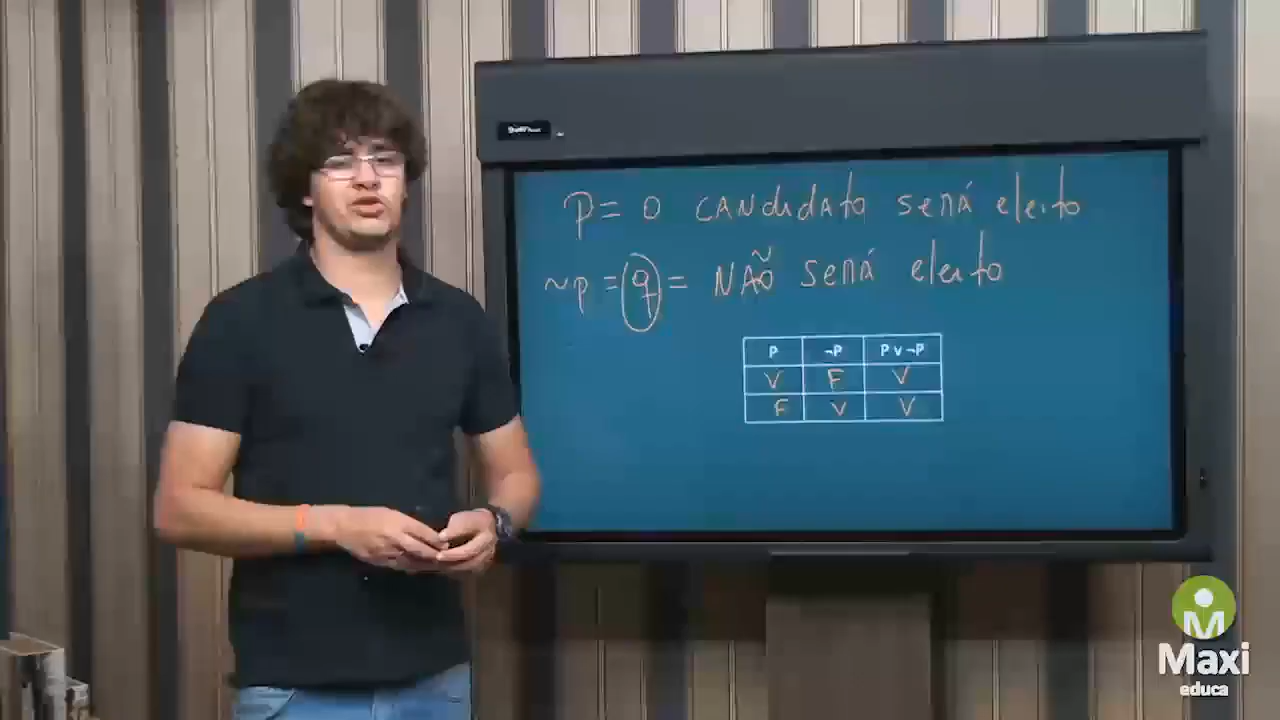 P = O CANdidato será eleito
~p = q = NÃO será eleito
P ¬P P v ¬P
V F V
F V V
Maxi
educa